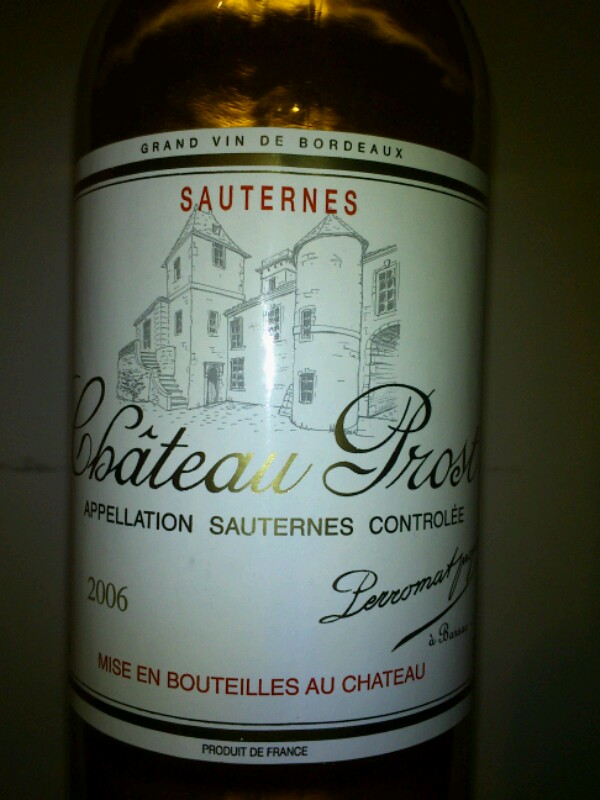 GRAND VIN DE BORDEAUX
SAUTERNES
Château Prost
APPELLATION SAUTERNES CONTROLÉE
2006
Perromat
à
MISE EN BOUTEILLES AU CHATEAU
PRODUIT DE FRANCE